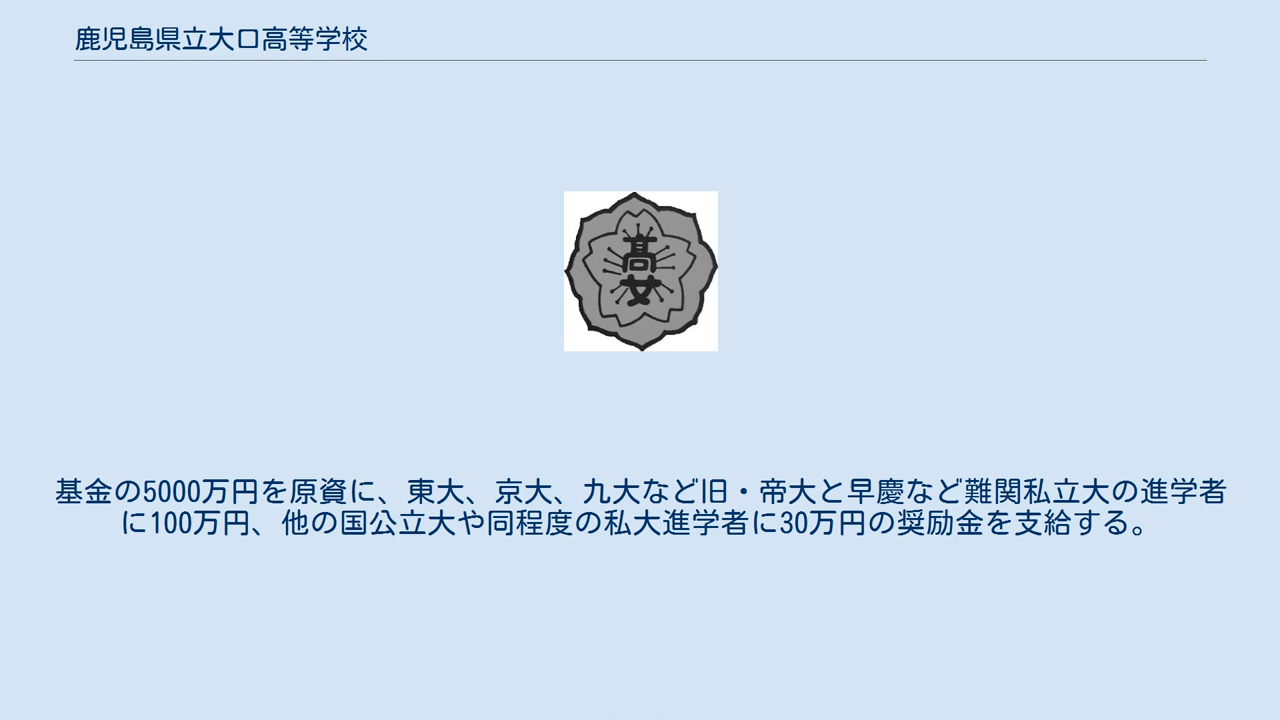 鹿児島県立大口高等学校
高
女
基金の5000万円を原資に、東大、京大、九大など旧・帝大と早慶など難関私立大の進学者
に100万円、他の国公立大や同程度の私大進学者に30万円の奨励金を支給する。